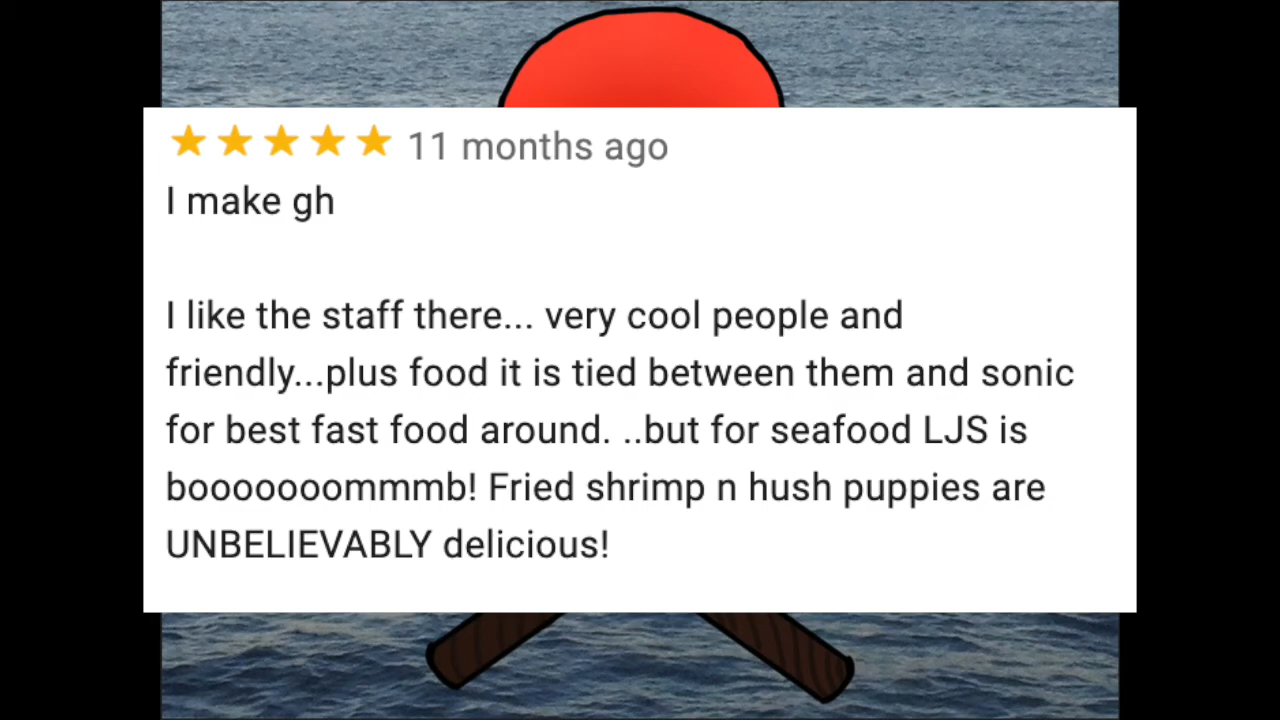 11 months ago
I make gh
I like the staff there... very cool people and
friendly...plus food it is tied between them and sonic
for best fast food around. ..but for seafood LJS is
booooooommmb! Fried shrimp n hush puppies are
UNBELIEVABLY delicious!